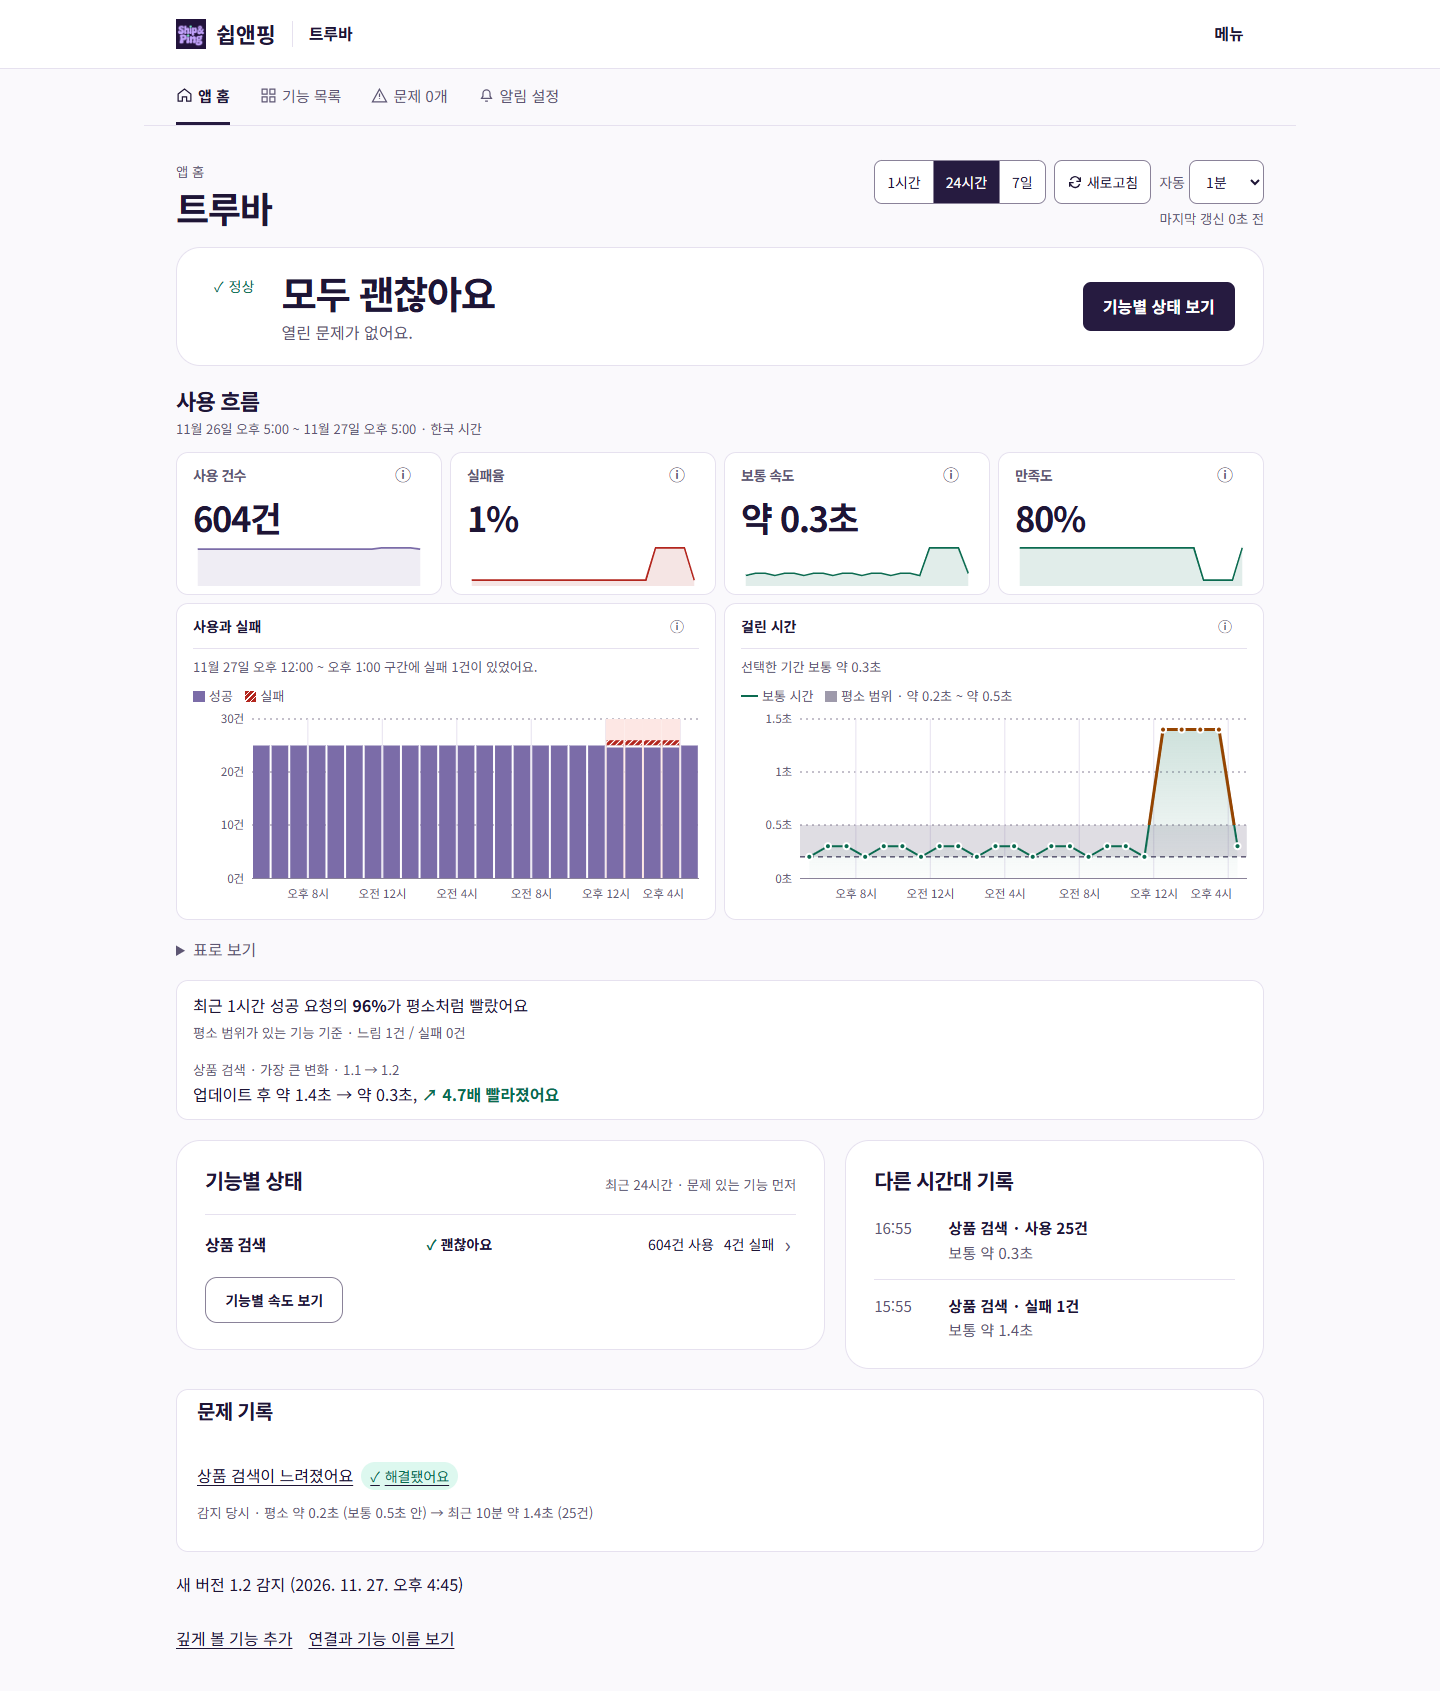 Ship& Ping 쉽앤핑 트루바 메뉴
앱 홈 기능 목록 문제 0개 알림 설정
앱 홈
트루바
1시간 24시간 7일 새로고침 자동 1분
마지막 갱신 0초 전
✓ 정상 모두 괜찮아요
열린 문제가 없어요.
기능별 상태 보기
사용 흐름
11월 26일 오후 5:00 ~ 11월 27일 오후 5:00 · 한국 시간
사용 건수
604건
실패율
1%
보통 속도
약 0.3초
만족도
80%
사용과 실패
11월 27일 오후 12:00 ~ 오후 1:00 구간에 실패 1건이 있었어요.
성공 실패
30건
20건
10건
0건
오후 8시 오전 12시 오전 4시 오전 8시 오후 12시 오후 4시
걸린 시간
선택한 기간 보통 약 0.3초
보통 시간 평소 범위 · 약 0.2초 ~ 약 0.5초
1.5초
1초
0.5초
0초
오후 8시 오전 12시 오전 4시 오전 8시 오후 12시 오후 4시
▶ 표로 보기
최근 1시간 성공 요청의 96%가 평소처럼 빨랐어요
평소 범위가 있는 기능 기준 · 느림 1건 / 실패 0건
상품 검색 · 가장 큰 변화 · 1.1 → 1.2
업데이트 후 약 1.4초 → 약 0.3초, ↗ 4.7배 빨라졌어요
기능별 상태
최근 24시간 · 문제 있는 기능 먼저
상품 검색 ✓ 괜찮아요 604건 사용 4건 실패 ›
기능별 속도 보기
다른 시간대 기록
16:55 상품 검색 · 사용 25건
보통 약 0.3초
15:55 상품 검색 · 실패 1건
보통 약 1.4초
문제 기록
상품 검색이 느려졌어요 ✓ 해결됐어요
감지 당시 · 평소 약 0.2초 (보통 0.5초 안) → 최근 10분 약 1.4초 (25건)
새 버전 1.2 감지 (2026. 11. 27. 오후 4:45)
깊게 볼 기능 추가 연결과 기능 이름 보기